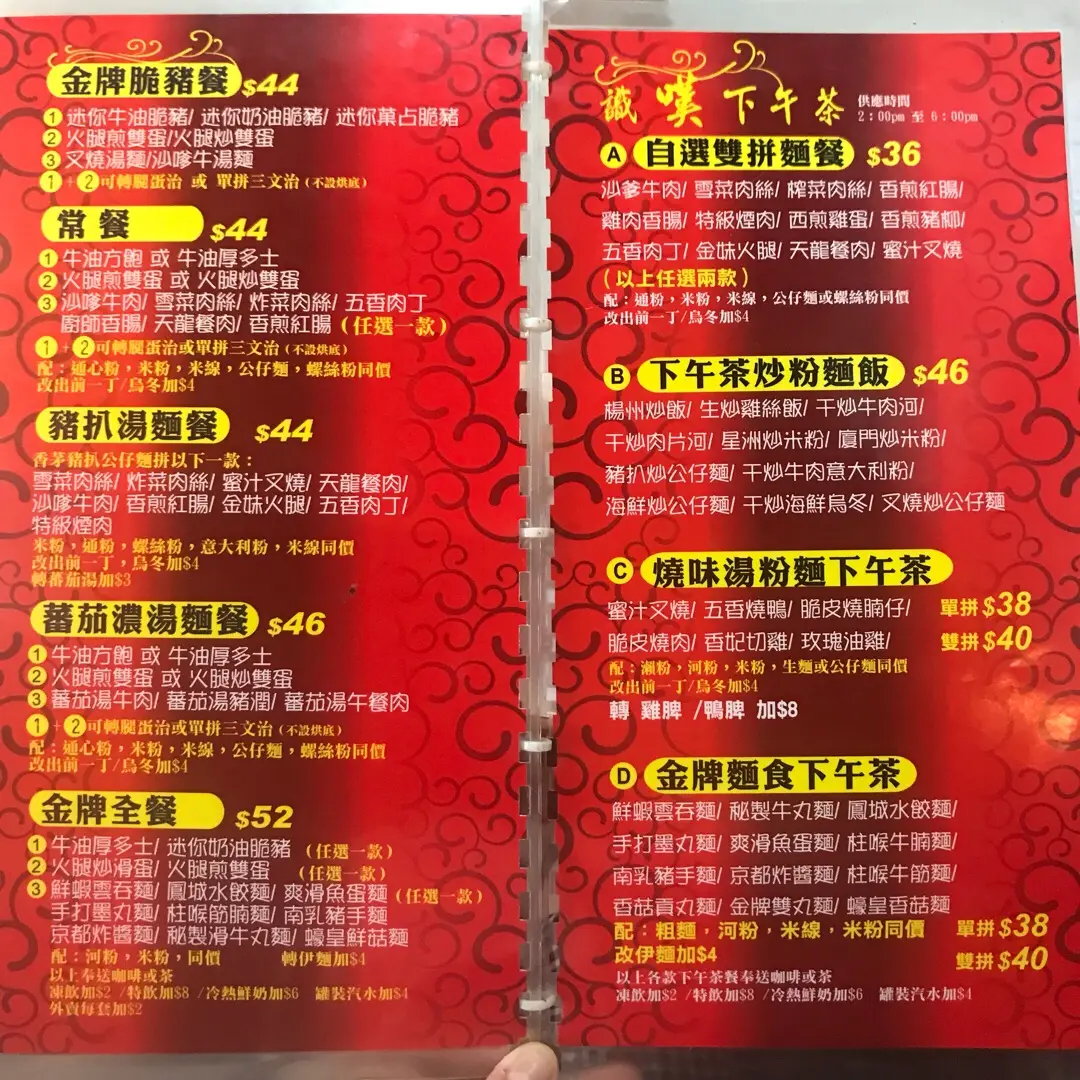 金牌脆豬餐 $44
1 迷你牛油脆豬/ 迷你奶油脆豬/ 迷你菓占脆豬
2 火腿煎雙蛋/火腿炒雙蛋
3 叉燒湯麵/沙嗲牛湯麵
1 + 2 可轉腿蛋治 或 單拼三文治 (不設烘底)
常餐 $44
1 牛油方飽 或 牛油厚多士
2 火腿煎雙蛋 或 火腿炒雙蛋
3 沙嗲牛肉/ 雪菜肉絲/ 炸菜肉絲/ 五香肉丁
廚師香腸/ 天龍餐肉/ 香煎紅腸 (任選一款)
1 + 2 可轉腿蛋治或單拼三文治 (不設烘底)
配：通心粉，米粉，米線，公仔麵，螺絲粉同價
改出前一丁/烏冬加$4
豬扒湯麵餐 $44
香茅豬扒公仔麵拼以下一款：
雪菜肉絲/ 炸菜肉絲/ 蜜汁叉燒/ 天龍餐肉/
沙嗲牛肉/ 香煎紅腸/ 金妹火腿/ 五香肉丁/
特級煙肉
米粉，通粉，螺絲粉，意大利粉，米線同價
改出前一丁，烏冬加$4
轉蕃茄湯加$3
蕃茄濃湯麵餐 $46
1 牛油方飽 或 牛油厚多士
2 火腿煎雙蛋 或 火腿炒雙蛋
3 蕃茄湯牛肉/ 蕃茄湯豬潤/ 蕃茄湯午餐肉
1 + 2 可轉腿蛋治或單拼三文治 (不設烘底)
配：通心粉，米粉，米線，公仔麵，螺絲粉同價
改出前一丁/烏冬加$4
金牌全餐 $52
1 牛油厚多士/ 迷你奶油脆豬 (任選一款)
2 火腿炒滑蛋/ 火腿煎雙蛋 (任選一款)
3 鮮蝦雲吞麵/ 鳳城水餃麵/ 爽滑魚蛋麵 (任選一款)
手打墨丸麵/ 柱喉筋腩麵/ 南乳豬手麵
京都炸醬麵/ 秘製滑牛丸麵/ 蠔皇鮮菇麵
配：河粉，米粉，同價 轉伊麵加$4
以上奉送咖啡或茶
凍飲加$2 /特飲加$8 /冷熱鮮奶加$6 罐裝汽水加$4
外賣每套加$2
識嘆下午茶 供應時間
2：00pm 至 6：00pm
A 自選雙拼麵餐 $36
沙爹牛肉/ 雪菜肉絲/ 榨菜肉絲/ 香煎紅腸/
雞肉香腸/ 特級煙肉/ 西煎雞蛋/ 香煎豬柳/
五香肉丁/ 金妹火腿/ 天龍餐肉/ 蜜汁叉燒
(以上任選兩款)
配：通粉，米粉，米線，公仔麵或螺絲粉同價
改出前一丁/烏冬加$4
B 下午茶炒粉麵飯 $46
楊州炒飯/ 生炒雞絲飯/ 干炒牛肉河/
干炒肉片河/ 星洲炒米粉/ 廈門炒米粉/
豬扒炒公仔麵/ 干炒牛肉意大利粉/
海鮮炒公仔麵/ 干炒海鮮烏冬/ 叉燒炒公仔麵
C 燒味湯粉麵下午茶
蜜汁叉燒/ 五香燒鴨/ 脆皮燒腩仔/ 單拼 $38
脆皮燒肉/ 香妃切雞/ 玫瑰油雞/ 雙拼 $40
配：瀨粉，河粉，米粉，生麵或公仔麵同價
改出前一丁/烏冬加$4
轉 雞脾 /鴨脾 加$8
D 金牌麵食下午茶
鮮蝦雲吞麵/ 秘製牛丸麵/ 鳳城水餃麵/
手打墨丸麵/ 爽滑魚蛋麵/ 柱喉牛腩麵/
南乳豬手麵/ 京都炸醬麵/ 柱喉牛筋麵/
香菇貢丸麵/ 金牌雙丸麵/ 蠔皇香菇麵
配：粗麵，河粉，米線，米粉同價 單拼 $38
改伊麵加$4 雙拼 $40
以上各款下午茶餐奉送咖啡或茶
凍飲加$2 /特飲加$8 /冷熱鮮奶加$6 罐裝汽水加$4